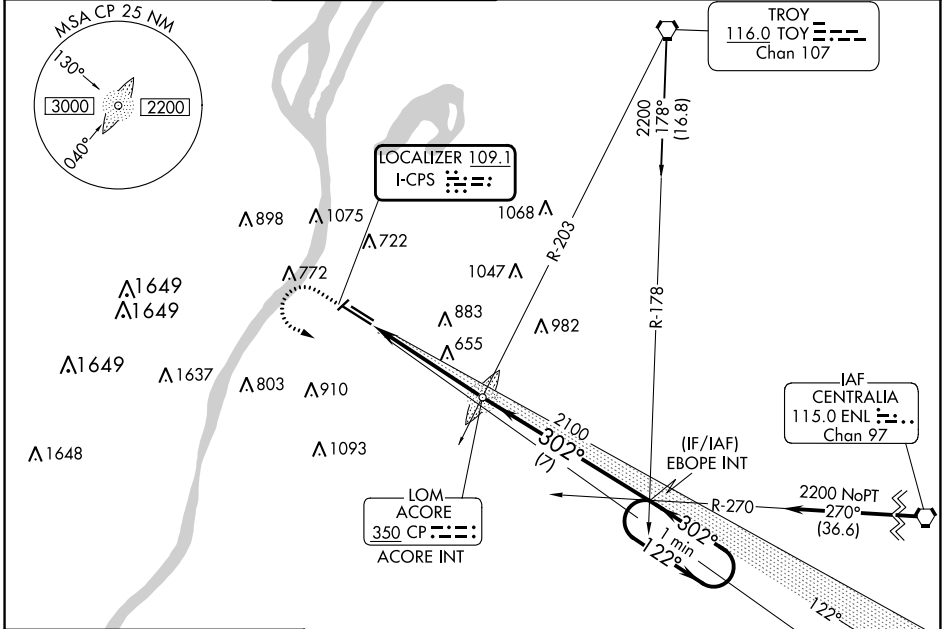 MSA CP 25 NM
130°
3000
2200
040°
TROY
116.0 TOY
Chan 107
2200
178°
(16.8)
LOCALIZER 109.1
I-CPS
898
1075
722
1068
R-203
772
1047
1649
1649
883
982
R-178
655
1649
1637
803
910
IAF
CENTRALIA
115.0 ENL
Chan 97
2100
302°
(7)
(IF/IAF)
EBOPE INT
1648
1093
LOM
ACORE
350 CP
ACORE INT
R-270
2200 NoPT
270°
(36.6)
302°
1 min
122°
122°